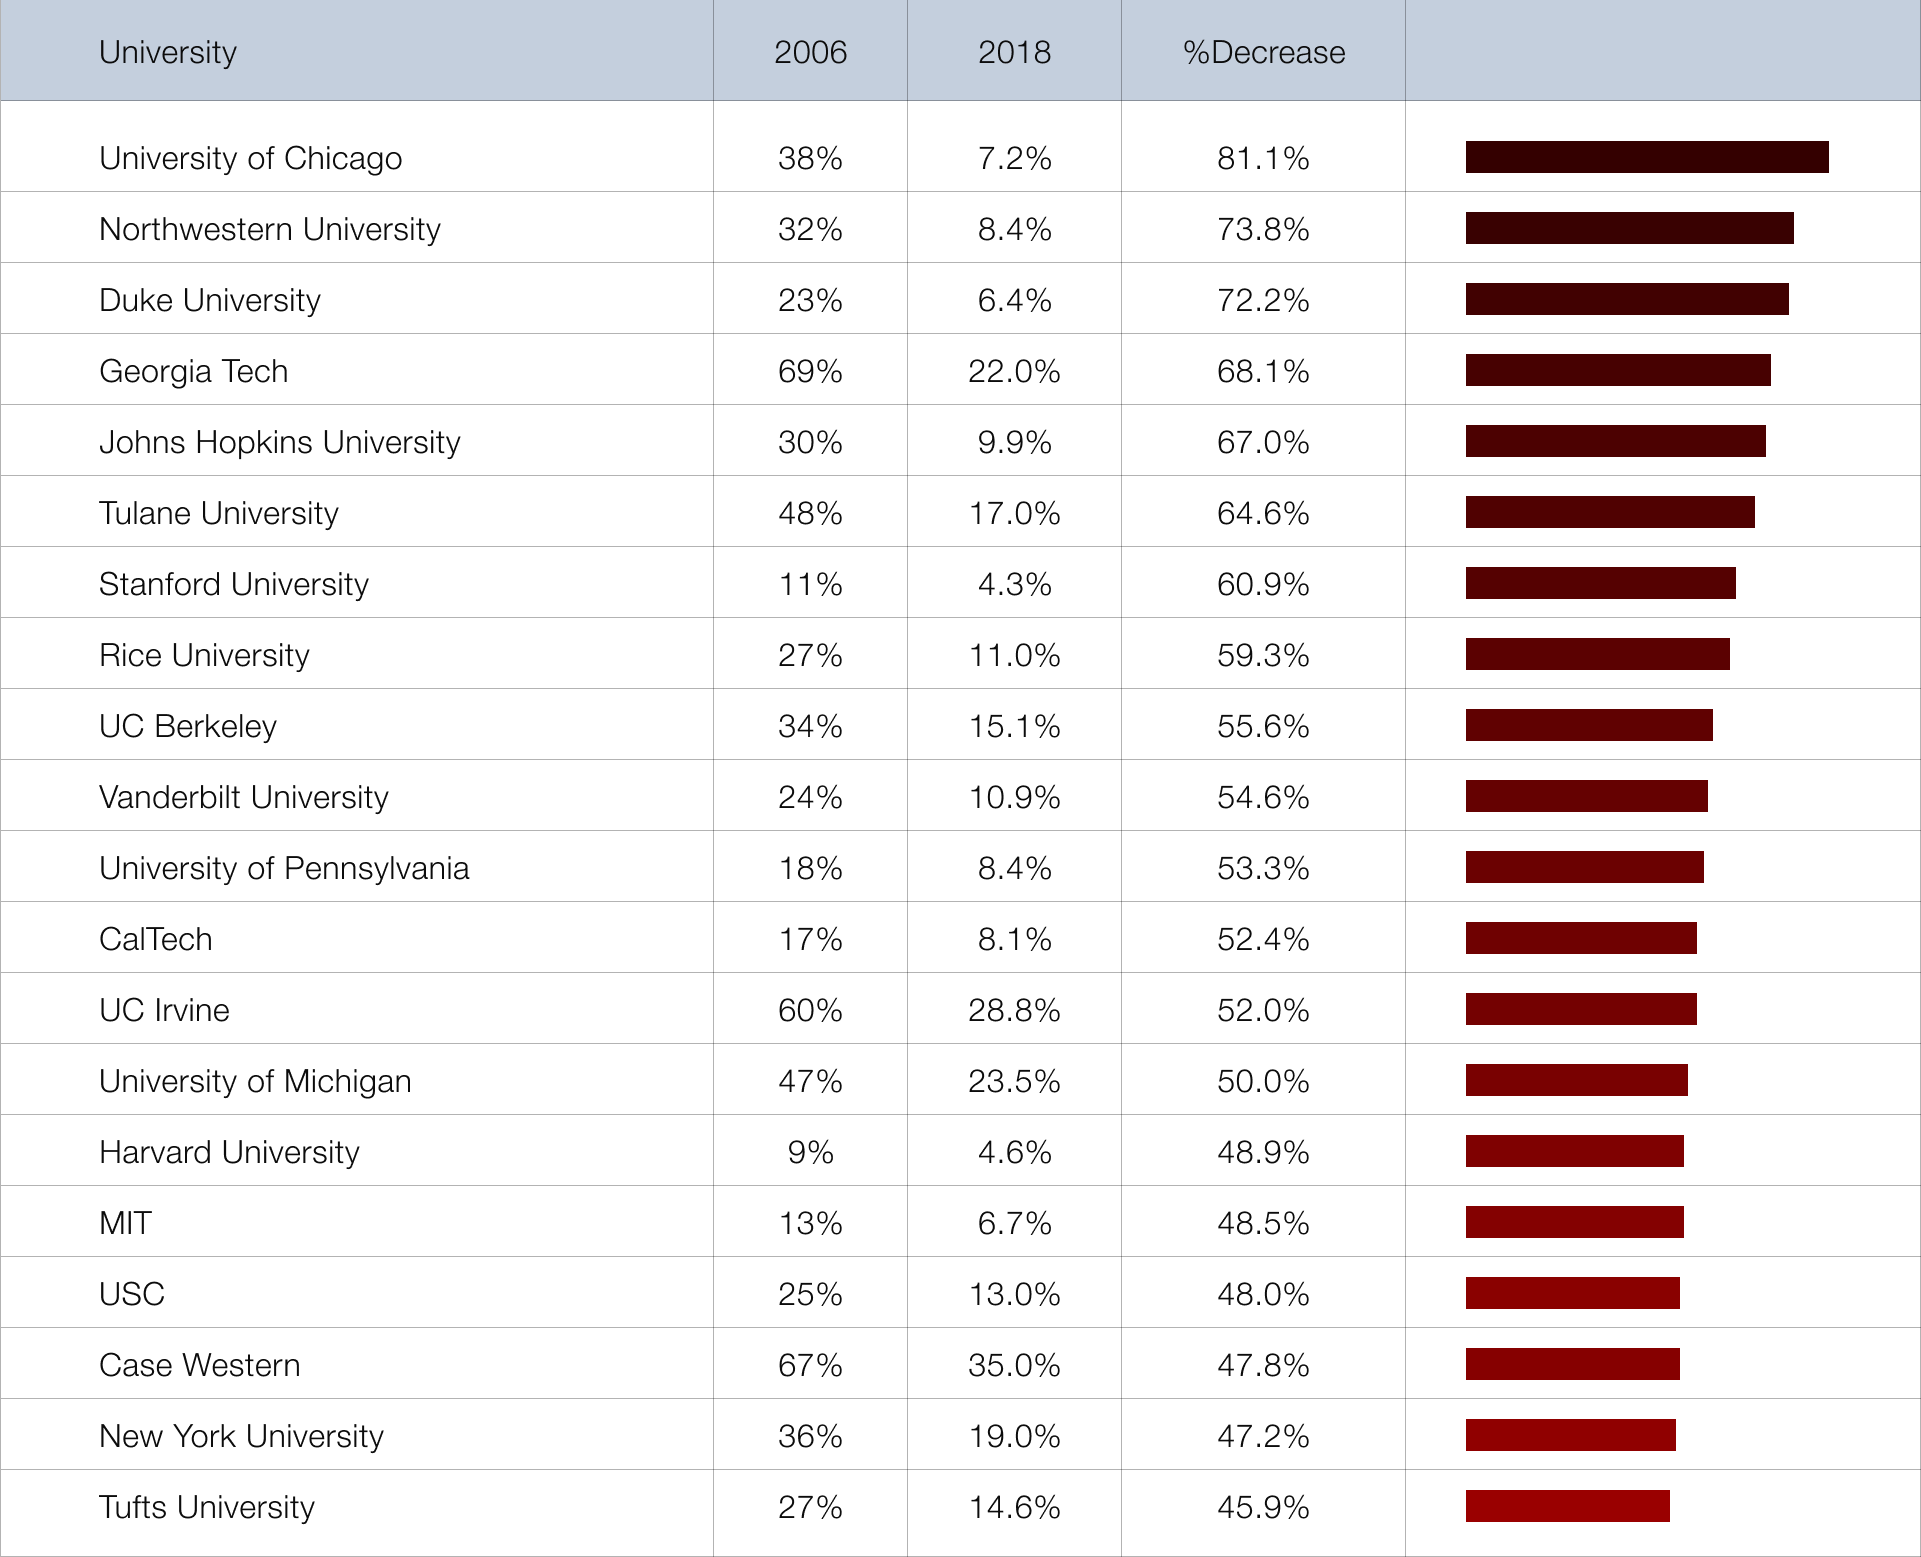 University 2006 2018 %Decrease
University of Chicago 38% 7.2% 81.1%
Northwestern University 32% 8.4% 73.8%
Duke University 23% 6.4% 72.2%
Georgia Tech 69% 22.0% 68.1%
Johns Hopkins University 30% 9.9% 67.0%
Tulane University 48% 17.0% 64.6%
Stanford University 11% 4.3% 60.9%
Rice University 27% 11.0% 59.3%
UC Berkeley 34% 15.1% 55.6%
Vanderbilt University 24% 10.9% 54.6%
University of Pennsylvania 18% 8.4% 53.3%
CalTech 17% 8.1% 52.4%
UC Irvine 60% 28.8% 52.0%
University of Michigan 47% 23.5% 50.0%
Harvard University 9% 4.6% 48.9%
MIT 13% 6.7% 48.5%
USC 25% 13.0% 48.0%
Case Western 67% 35.0% 47.8%
New York University 36% 19.0% 47.2%
Tufts University 27% 14.6% 45.9%